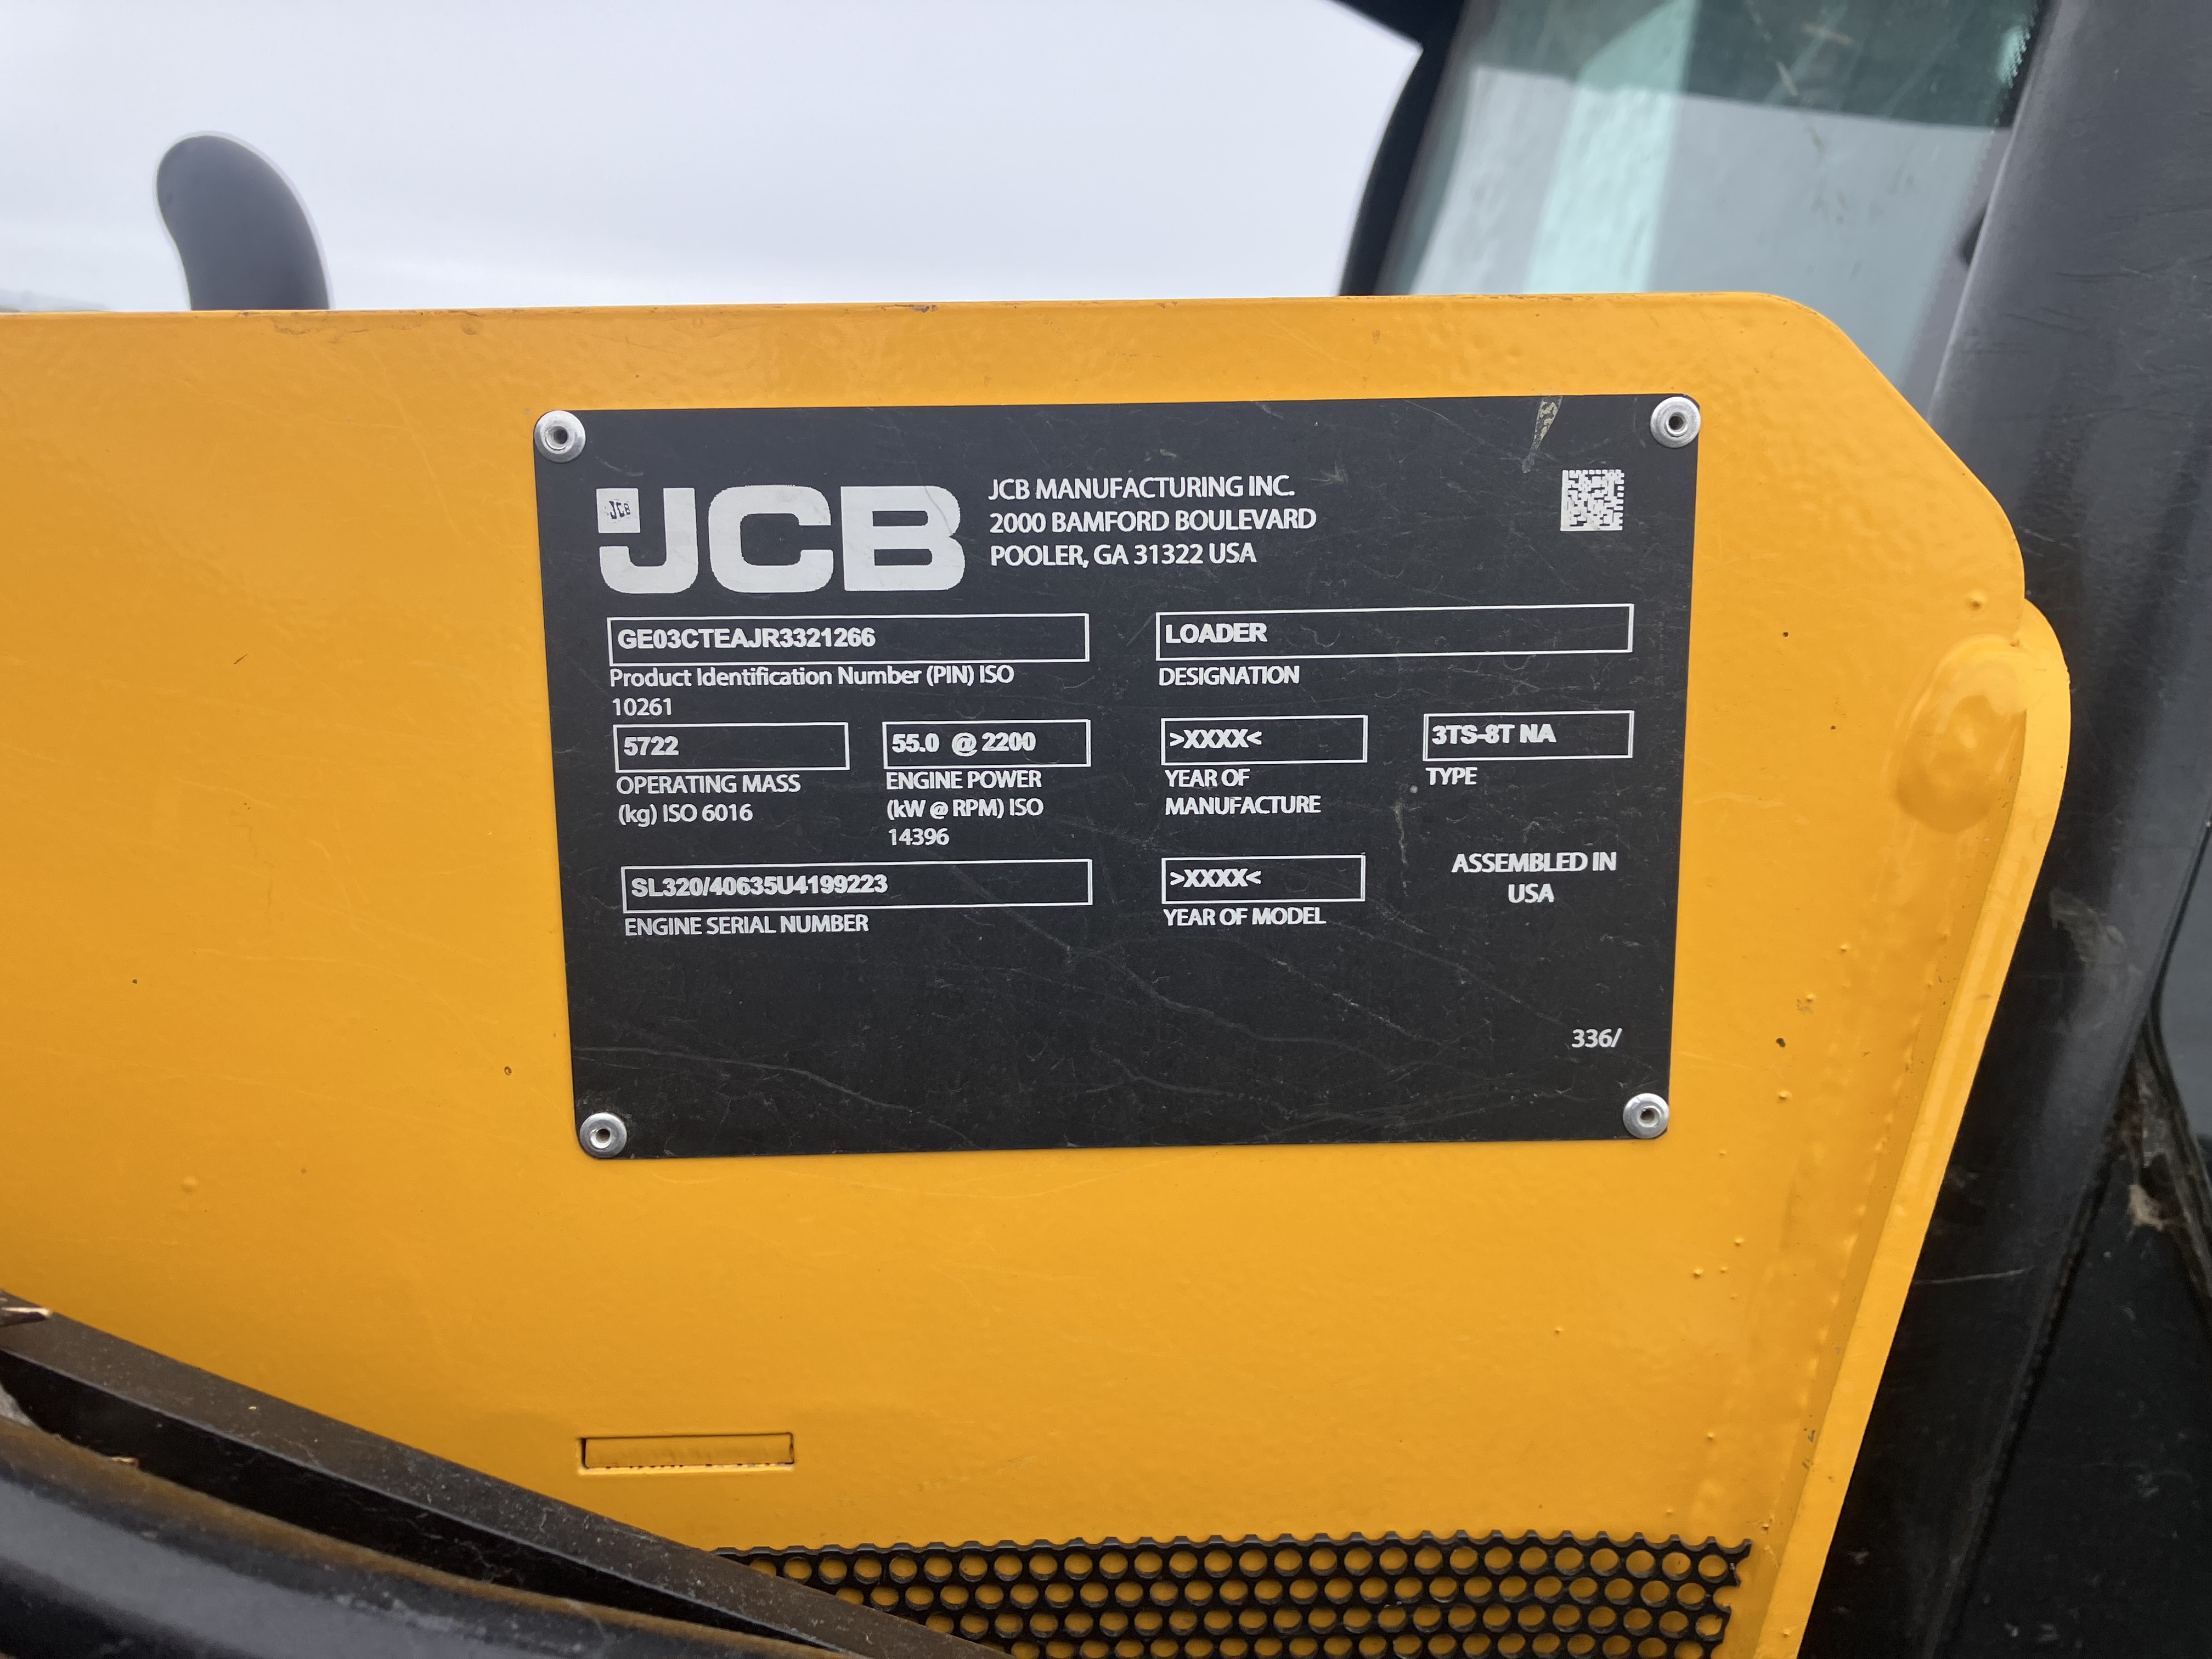 JCB
JCB
JCB MANUFACTURING INC.
2000 BAMFORD BOULEVARD
POOLER, GA 31322 USA
GE03CTEAJR3321266
Product Identification Number (PIN) ISO
10261
LOADER
DESIGNATION
5722
OPERATING MASS
(kg) ISO 6016
55.0 @ 2200
ENGINE POWER
(kW @ RPM) ISO
14396
>XXXX<
YEAR OF
MANUFACTURE
3TS-8T NA
TYPE
SL320/40635U4199223
ENGINE SERIAL NUMBER
>XXXX<
YEAR OF MODEL
ASSEMBLED IN
USA
336/